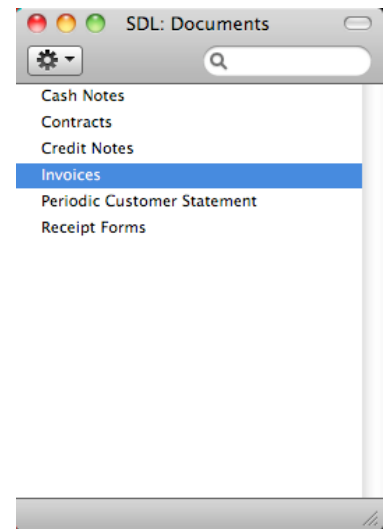 SDL: Documents
Cash Notes
Contracts
Credit Notes
Invoices
Periodic Customer Statement
Receipt Forms